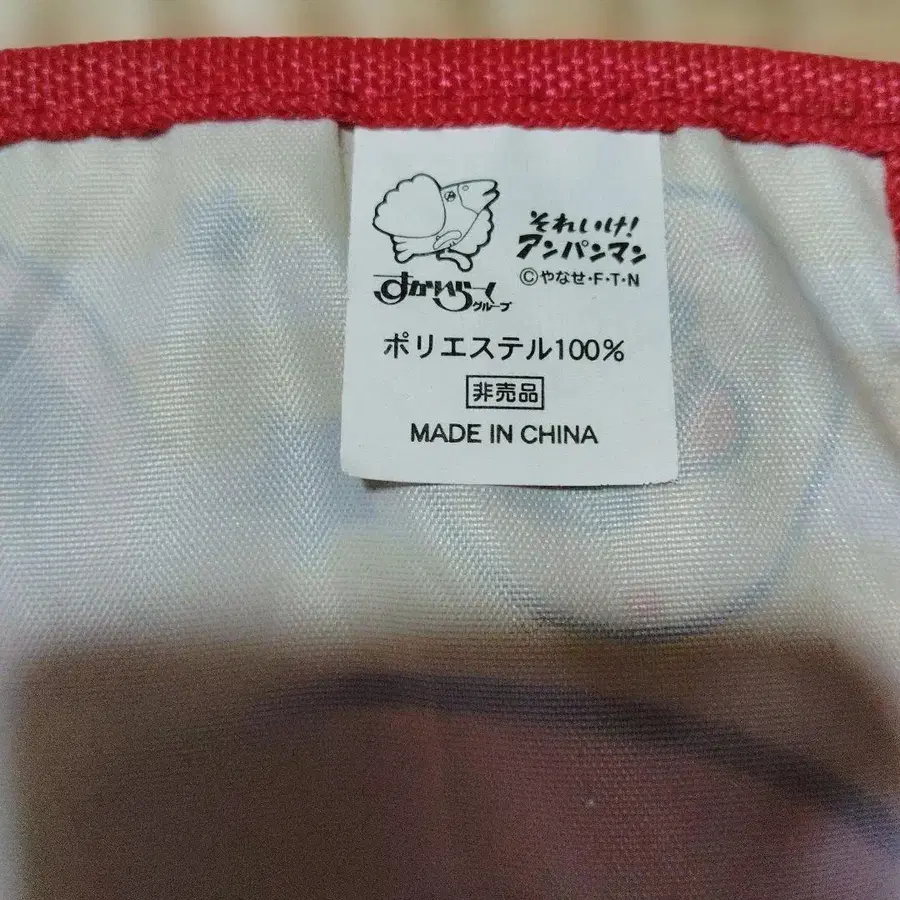 それいけ!
アンパンマン
©やなせ・F・T・N
すかいらーく
グループ
ポリエステル100%
非売品
MADE IN CHINA